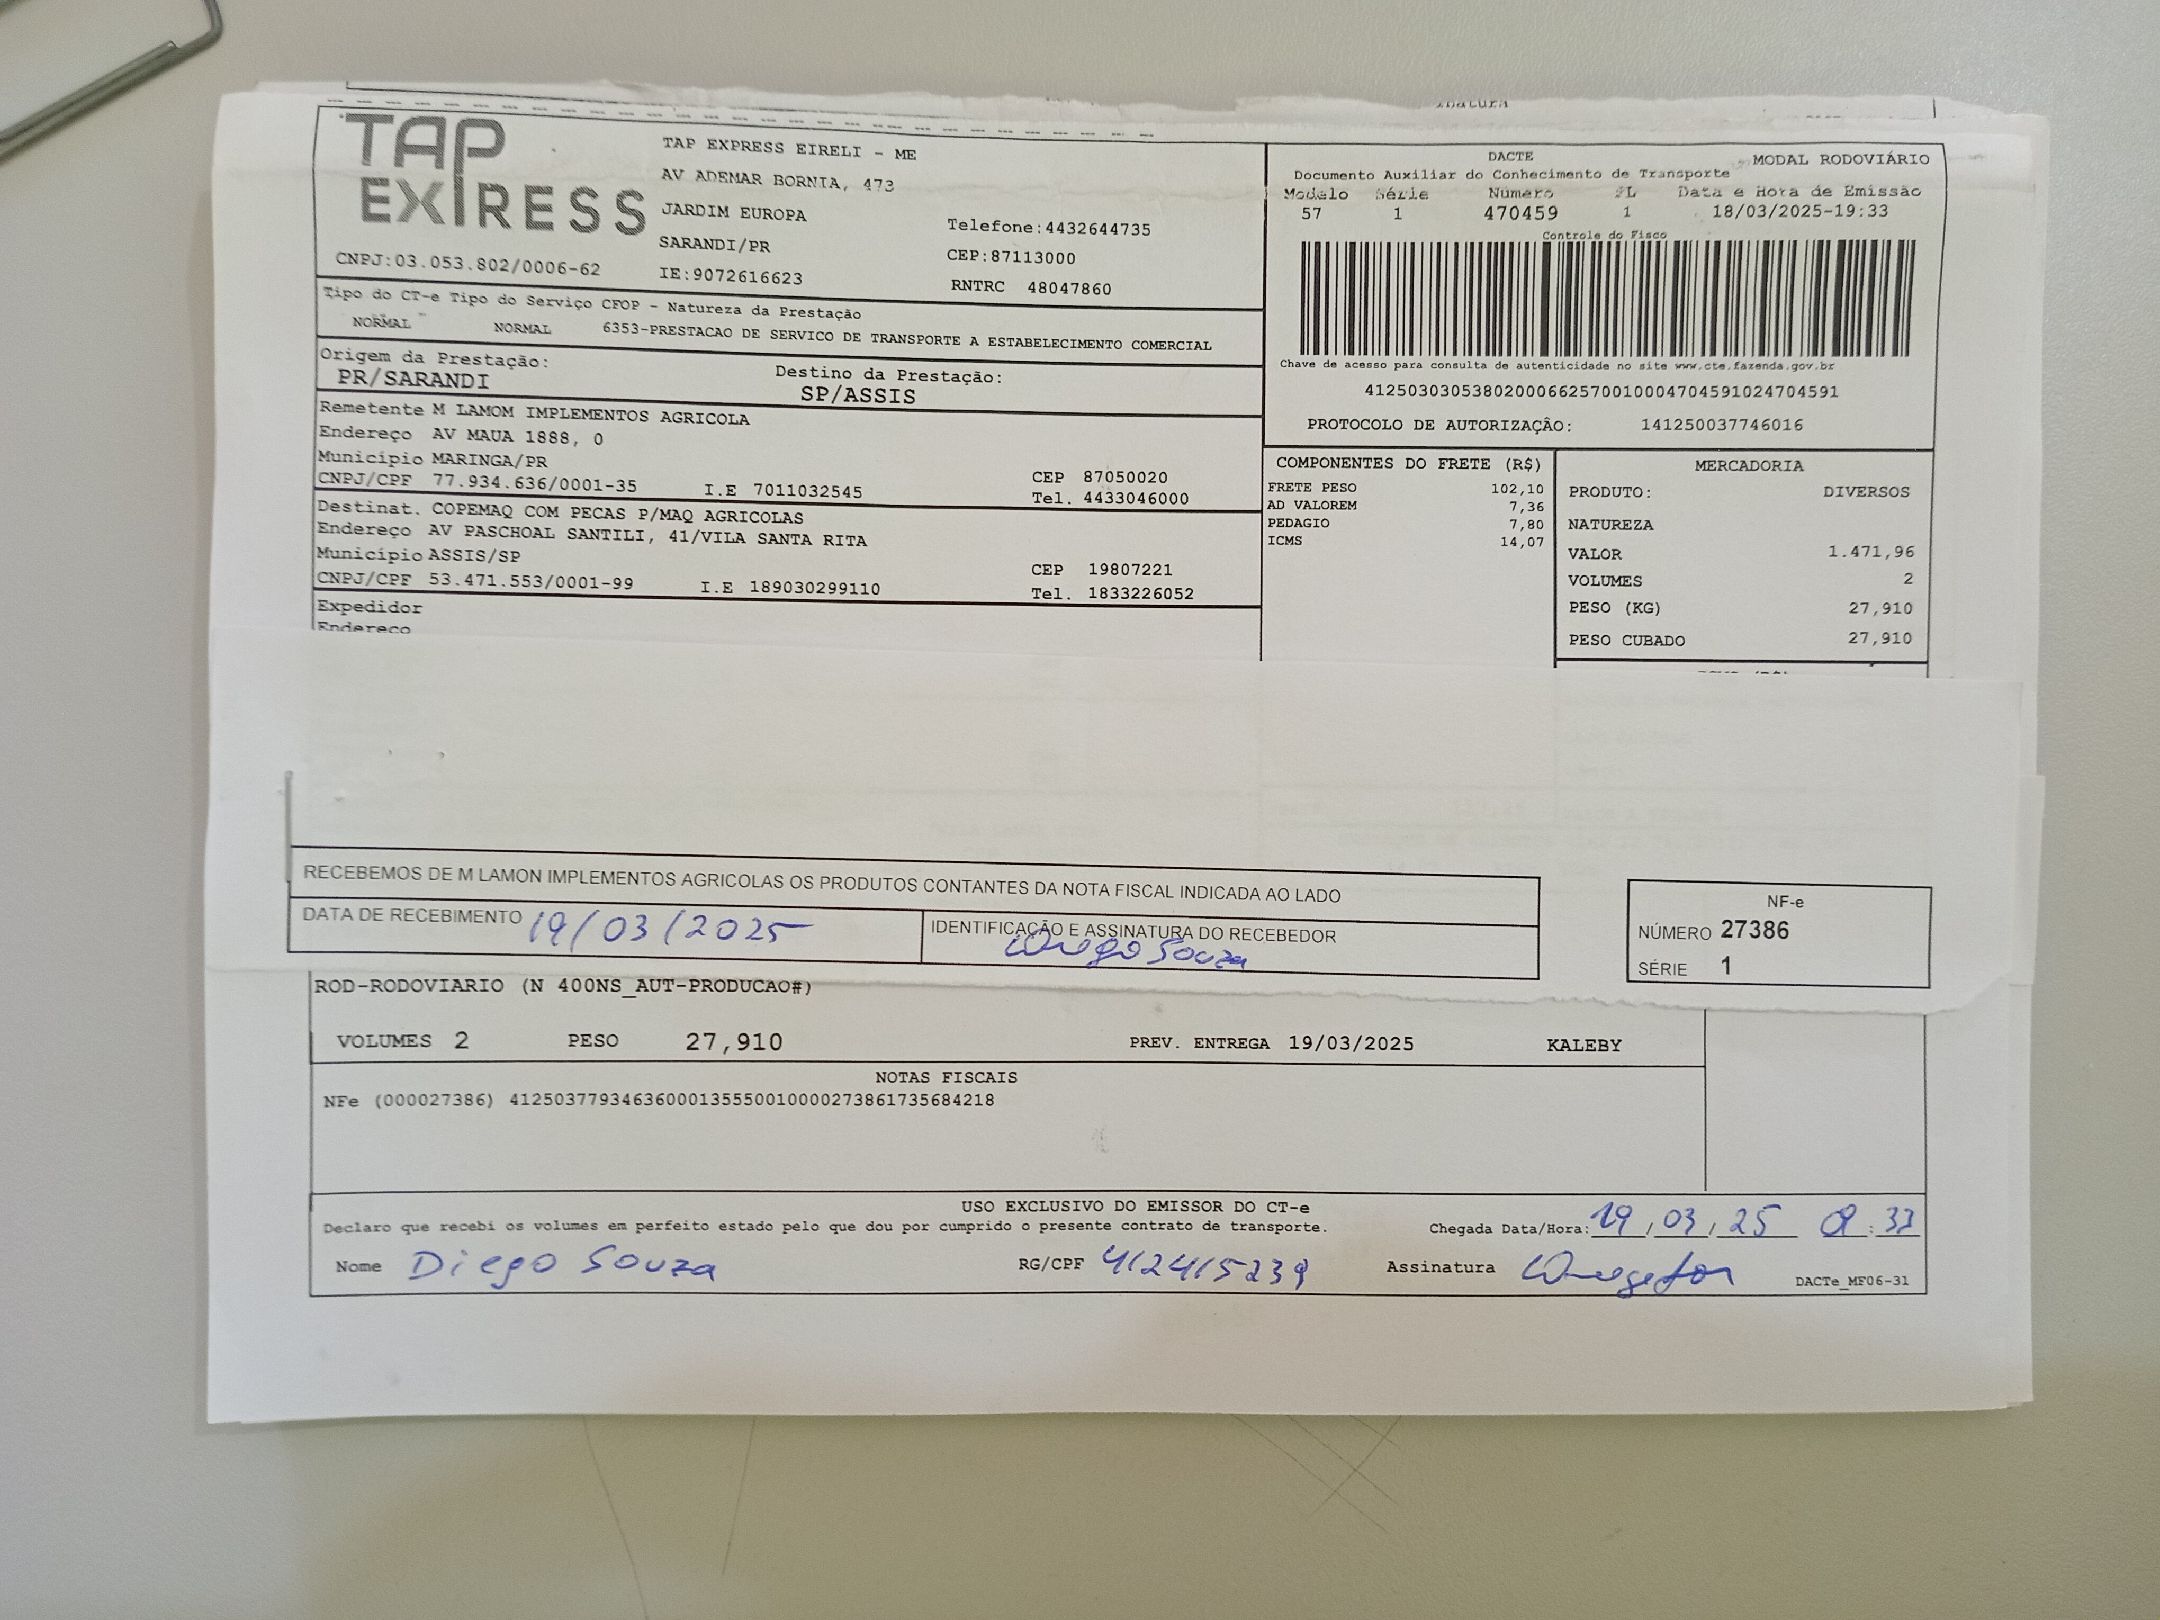 TAP
EXPRESS
TAP EXPRESS EIRELI - ME
AV ADEMAR BORNIA, 473
JARDIM EUROPA
SARANDI/PR
IE:9072616623
Telefone:4432644735
CEP:87113000
RNTRC 48047860
CNPJ:03.053.802/0006-62
DACTE
MODAL RODOVIÁRIO
Documento Auxiliar do Conhecimento de Transporte
Modelo Série Número FL Data e Hora de Emissão
57 1 470459 1 18/03/2025-19:33
Controle do Fisco
Chave de acesso para consulta de autenticidade no site www.cte.fazenda.gov.br
41250303053802000662570010004704591024704591
PROTOCOLO DE AUTORIZAÇÃO: 141250037746016
Tipo do CT-e Tipo do Serviço CFOP - Natureza da Prestação
NORMAL NORMAL 6353-PRESTACAO DE SERVICO DE TRANSPORTE A ESTABELECIMENTO COMERCIAL
Origem da Prestação:
PR/SARANDI
Destino da Prestação:
SP/ASSIS
Remetente M LAMOM IMPLEMENTOS AGRICOLA
Endereço AV MAUA 1888, 0
Município MARINGA/PR
CEP 87050020
CNPJ/CPF 77.934.636/0001-35 I.E 7011032545
Tel. 4433046000
Destinat. COPEMAQ COM PECAS P/MAQ AGRICOLAS
Endereço AV PASCHOAL SANTILI, 41/VILA SANTA RITA
Município ASSIS/SP
CEP 19807221
CNPJ/CPF 53.471.553/0001-99 I.E 189030299110
Tel. 1833226052
Expedidor
Endereço
COMPONENTES DO FRETE (R$)
FRETE PESO 102,10
AD VALOREM 7,36
PEDAGIO 7,80
ICMS 14,07
MERCADORIA
PRODUTO: DIVERSOS
NATUREZA
VALOR 1.471,96
VOLUMES 2
PESO (KG) 27,910
PESO CUBADO 27,910
RECEBEMOS DE M LAMON IMPLEMENTOS AGRICOLAS OS PRODUTOS CONTANTES DA NOTA FISCAL INDICADA AO LADO
DATA DE RECEBIMENTO 19/03/2025
IDENTIFICAÇÃO E ASSINATURA DO RECEBEDOR
Diego Souza
NF-e
NÚMERO 27386
SÉRIE 1
ROD-RODOVIARIO (N 400NS_AUT-PRODUCAO#)
VOLUMES 2 PESO 27,910 PREV. ENTREGA 19/03/2025 KALEBY
NOTAS FISCAIS
NFe (000027386) 41250377934636000135550010000273861735684218
USO EXCLUSIVO DO EMISSOR DO CT-e
Declaro que recebi os volumes em perfeito estado pelo que dou por cumprido o presente contrato de transporte.
Chegada Data/Hora: 19/03/25 09:33
Nome Diego Souza RG/CPF 412415239 Assinatura
DACTe_MF06-31